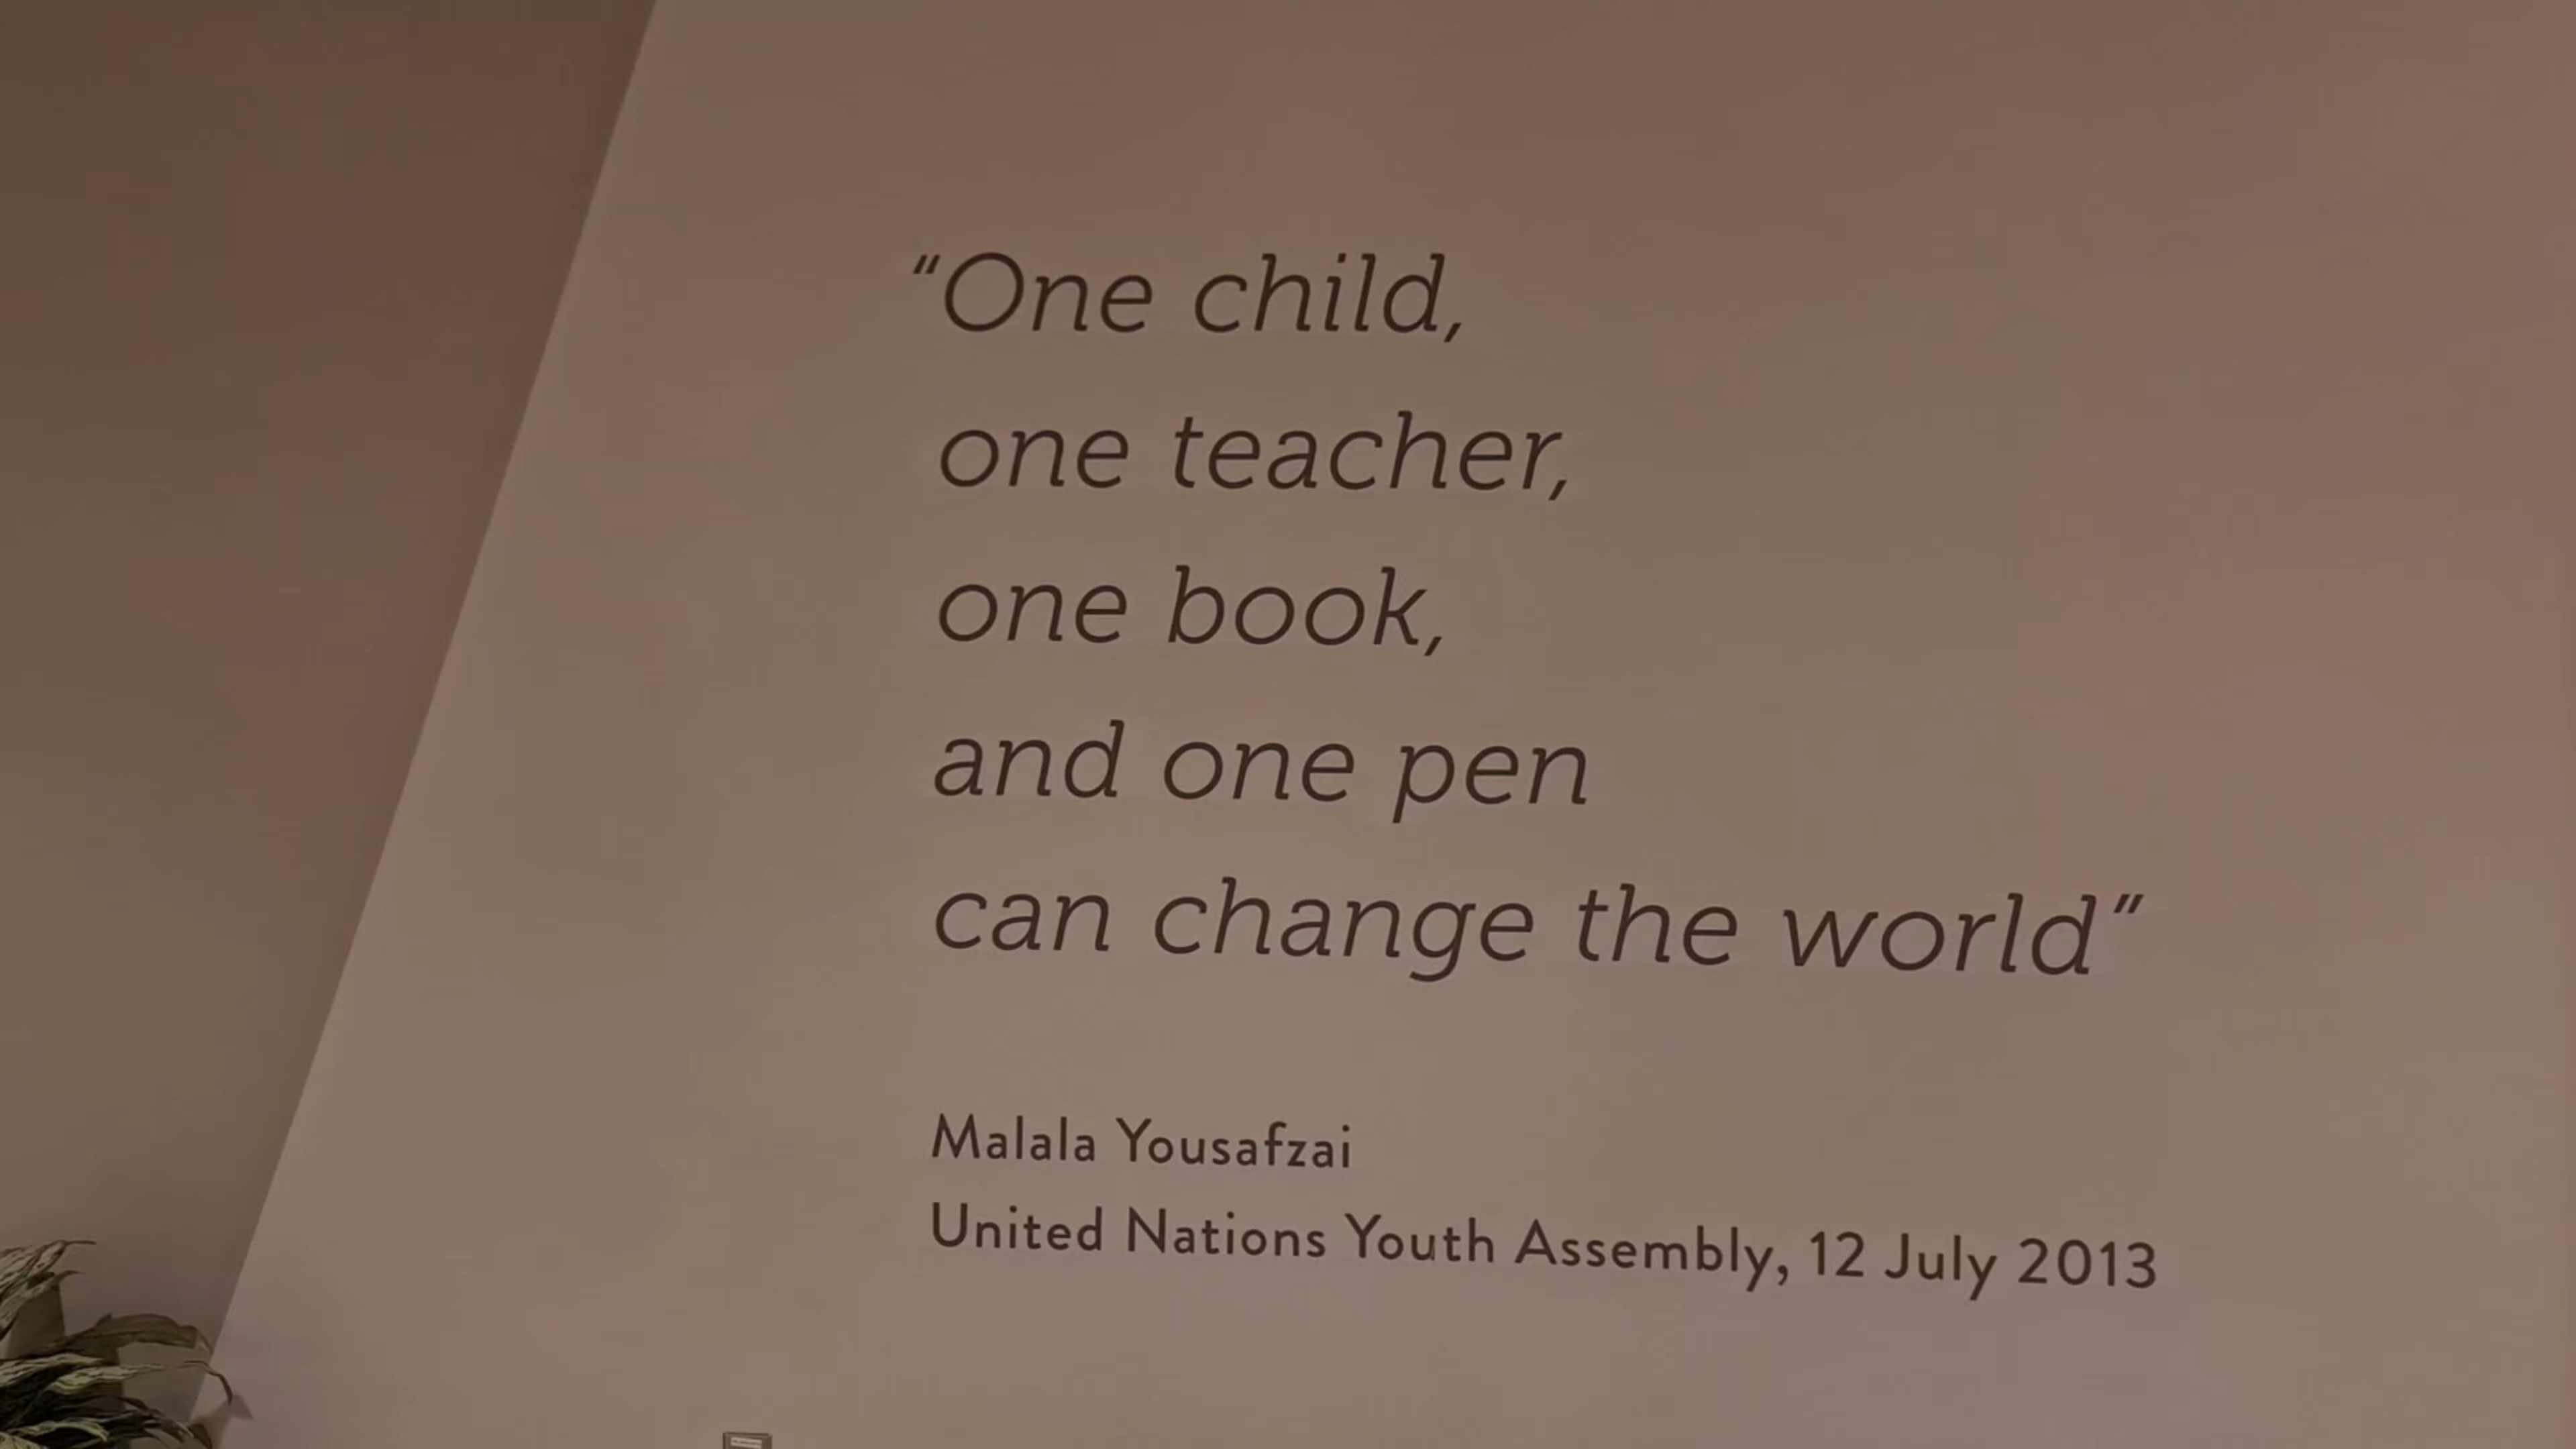 “One child,
one teacher,
one book,
and one pen
can change the world”
Malala Yousafzai
United Nations Youth Assembly, 12 July 2013